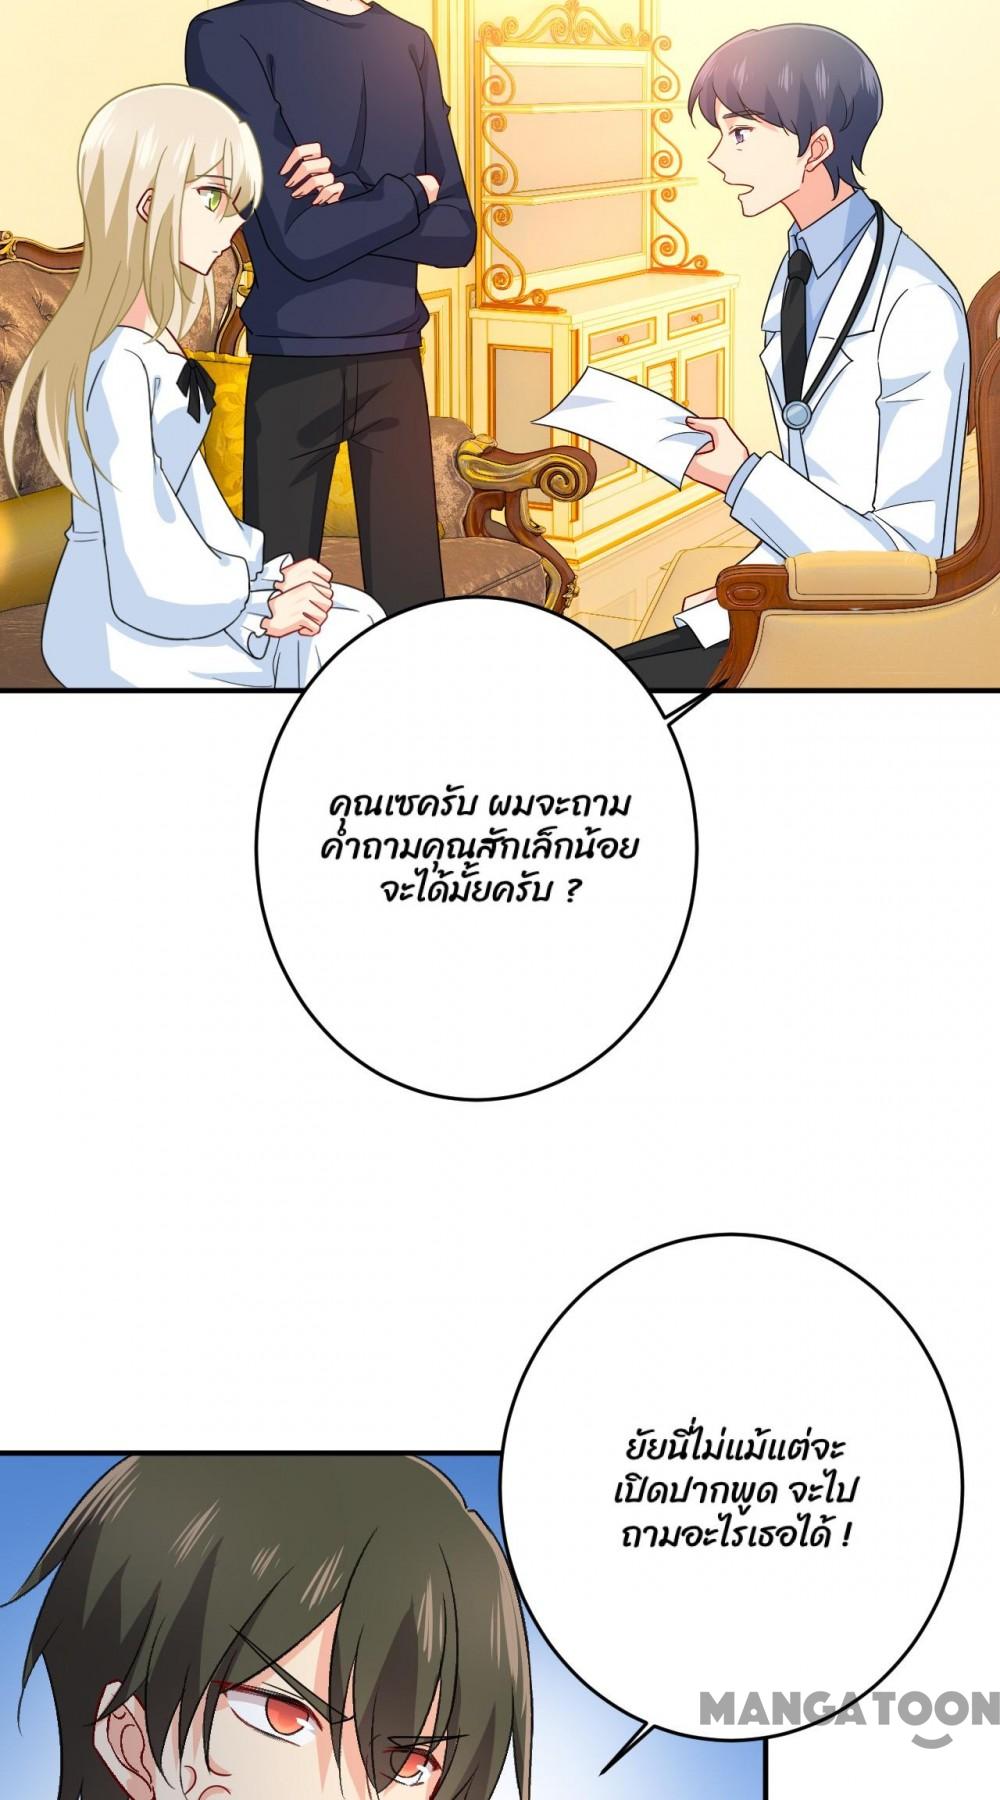 คุณเซครับ ผมจะถาม
คำถามคุณสักเล็กน้อย
จะได้มั้ยครับ ?
ยัยนี่ไม่แม้แต่จะ
เปิดปากพูด จะไป
ถามอะไรเธอได้ !
MANGATOON